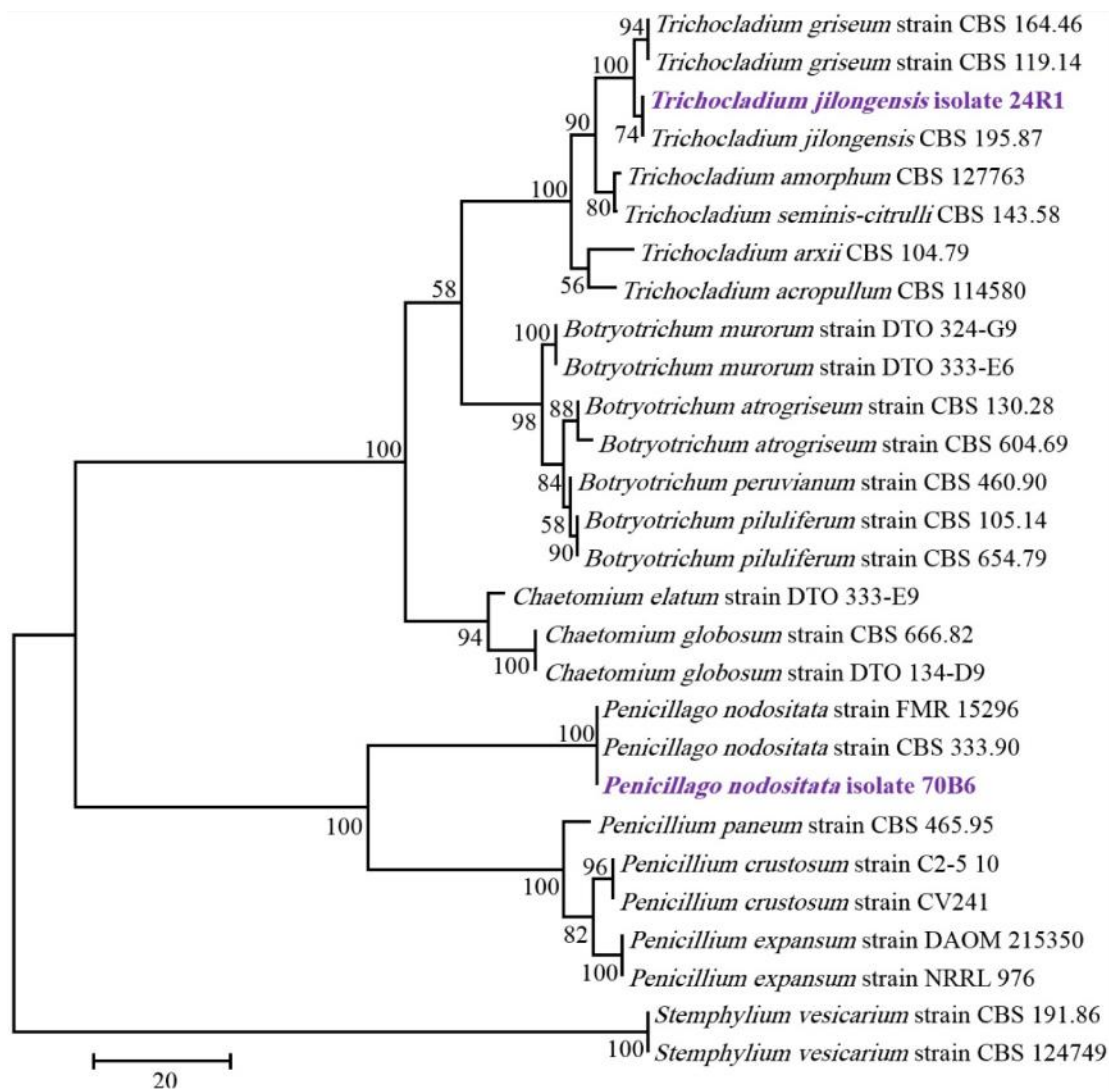 94 Trichocladium griseum strain CBS 164.46
Trichocladium griseum strain CBS 119.14
100
Trichocladium jilongensis isolate 24R1
74 Trichocladium jilongensis CBS 195.87
90
Trichocladium amorphum CBS 127763
100
80 Trichocladium seminis-citrulli CBS 143.58
Trichocladium arxii CBS 104.79
58
56 Trichocladium acropullum CBS 114580
100 Botryotrichum murorum strain DTO 324-G9
Botryotrichum murorum strain DTO 333-E6
88 Botryotrichum atrogriseum strain CBS 130.28
98
Botryotrichum atrogriseum strain CBS 604.69
100
84 Botryotrichum peruvianum strain CBS 460.90
58 Botryotrichum piluliferum strain CBS 105.14
90 Botryotrichum piluliferum strain CBS 654.79
Chaetomium elatum strain DTO 333-E9
94 Chaetomium globosum strain CBS 666.82
100 Chaetomium globosum strain DTO 134-D9
Penicillago nodositata strain FMR 15296
100 Penicillago nodositata strain CBS 333.90
Penicillago nodositata isolate 70B6
100
Penicillium paneum strain CBS 465.95
96 Penicillium crustosum strain C2-5 10
100
Penicillium crustosum strain CV241
82
Penicillium expansum strain DAOM 215350
100 Penicillium expansum strain NRRL 976
Stemphylium vesicarium strain CBS 191.86
100 Stemphylium vesicarium strain CBS 124749
20